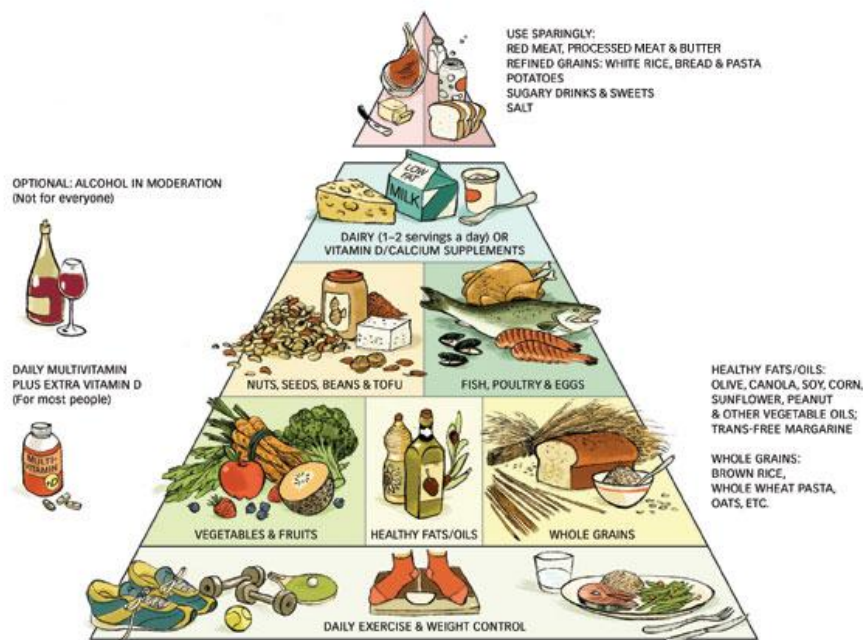 USE SPARINGLY:
RED MEAT, PROCESSED MEAT & BUTTER
REFINED GRAINS: WHITE RICE, BREAD & PASTA
POTATOES
SUGARY DRINKS & SWEETS
SALT
OPTIONAL: ALCOHOL IN MODERATION
(Not for everyone)
LOW
FAT
MILK
DAIRY (1–2 servings a day) OR
VITAMIN D/CALCIUM SUPPLEMENTS
DAILY MULTIVITAMIN
PLUS EXTRA VITAMIN D
(For most people)
MULTI-
VITAMIN
+D
NUTS, SEEDS, BEANS & TOFU
FISH, POULTRY & EGGS
HEALTHY FATS/OILS:
OLIVE, CANOLA, SOY, CORN,
SUNFLOWER, PEANUT
& OTHER VEGETABLE OILS;
TRANS-FREE MARGARINE
WHOLE GRAINS:
BROWN RICE,
WHOLE WHEAT PASTA,
OATS, ETC.
VEGETABLES & FRUITS
HEALTHY FATS/OILS
WHOLE GRAINS
DAILY EXERCISE & WEIGHT CONTROL